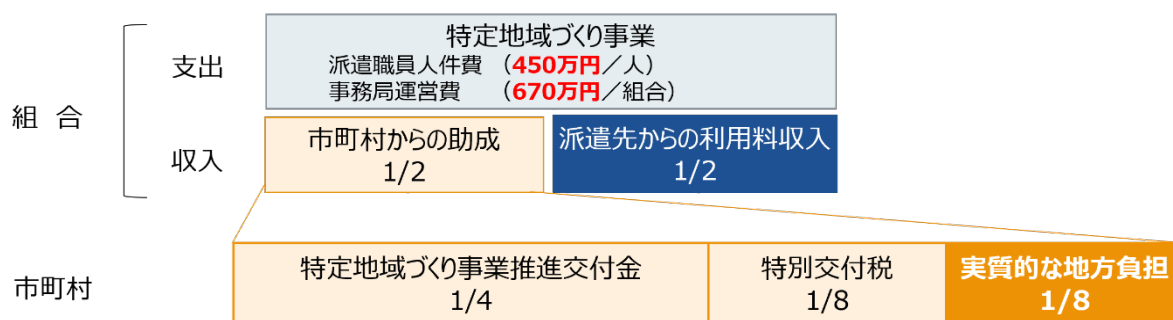 特定地域づくり事業
支出
派遣職員人件費 （450万円／人）
事務局運営費 （670万円／組合）
組 合
市町村からの助成
1/2
派遣先からの利用料収入
1/2
収入
特定地域づくり事業推進交付金
1/4
特別交付税
1/8
実質的な地方負担
1/8
市町村